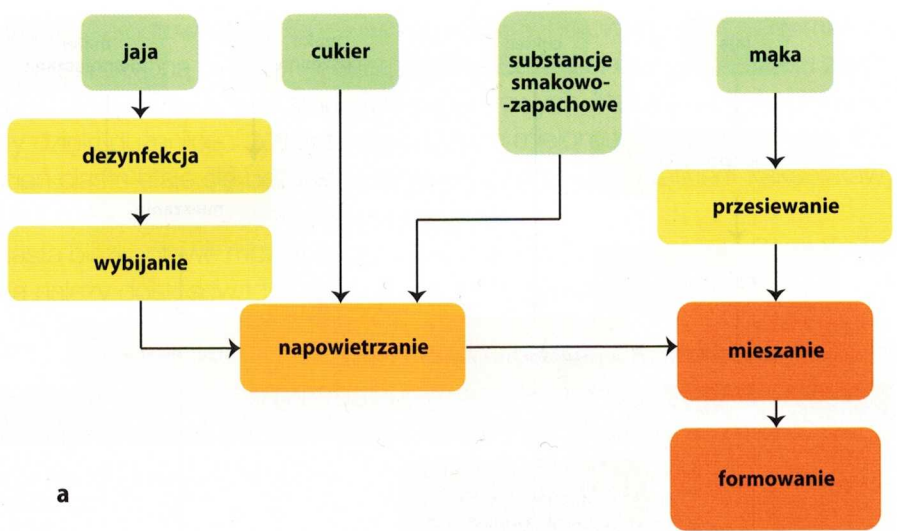 jaja
cukier
substancje
smakowo-
-zapachowe
mąka
dezynfekcja
przesiewanie
wybijanie
napowietrzanie
mieszanie
formowanie
a